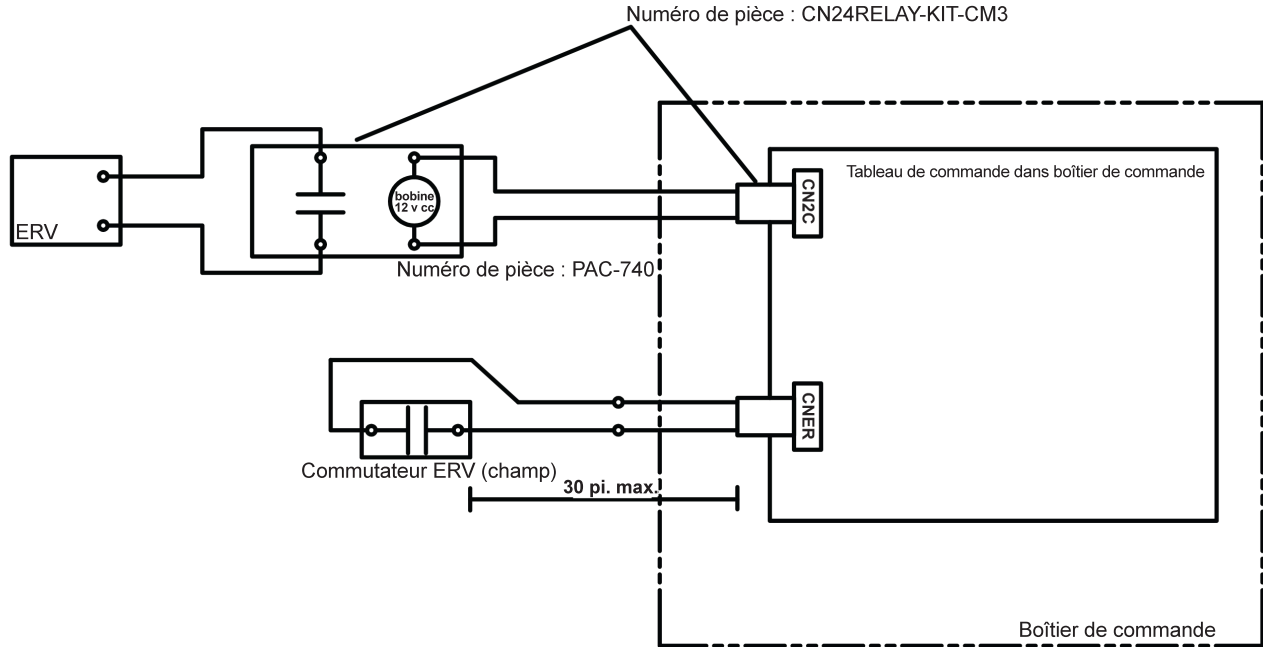 Numéro de pièce : CN24RELAY-KIT-CM3
Tableau de commande dans boîtier de commande
CN2C
bobine
12 v cc
ERV
Numéro de pièce : PAC-740
CNER
Commutateur ERV (champ)
30 pi. max.
Boîtier de commande